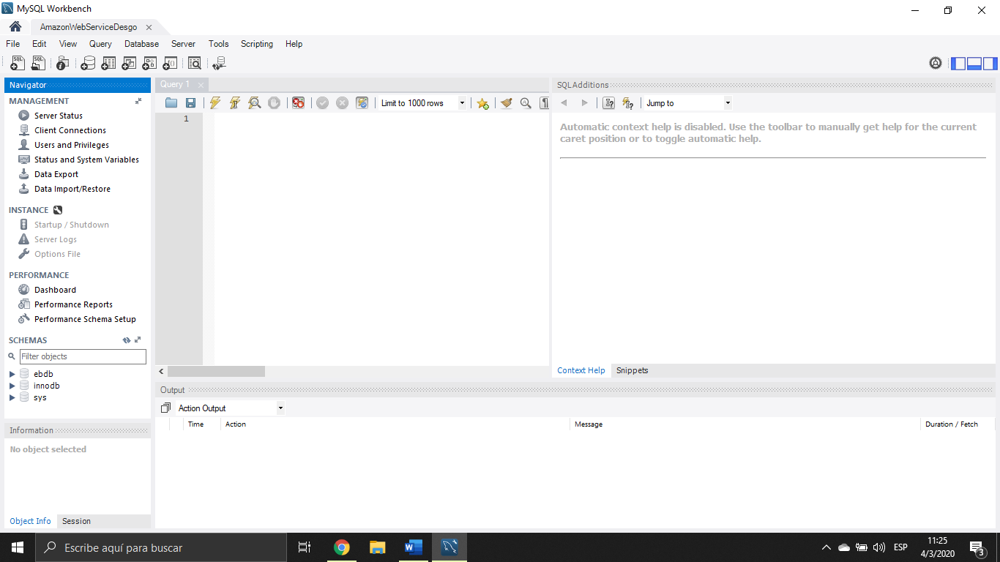 MySQL Workbench
AmazonWebServiceDesgo
File Edit View Query Database Server Tools Scripting Help
Navigator
MANAGEMENT
Server Status
Client Connections
Users and Privileges
Status and System Variables
Data Export
Data Import/Restore
INSTANCE
Startup / Shutdown
Server Logs
Options File
PERFORMANCE
Dashboard
Performance Reports
Performance Schema Setup
SCHEMAS
Filter objects
ebdb
innodb
sys
Information
No object selected
Object Info Session
Query 1
Limit to 1000 rows
1
SQLAdditions
Jump to
Automatic context help is disabled. Use the toolbar to manually get help for the current
caret position or to toggle automatic help.
Context Help Snippets
Output
Action Output
Time Action Message Duration / Fetch
Escribe aquí para buscar
ESP
11:25
4/3/2020
3